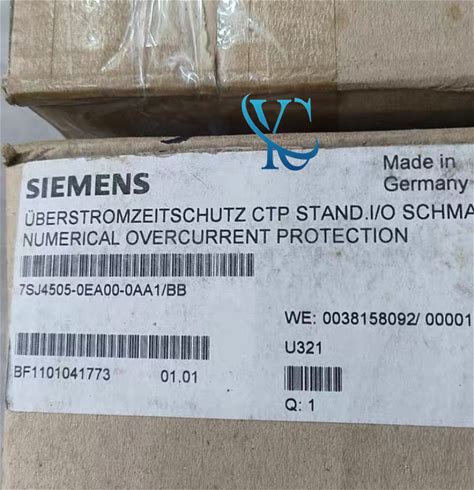 YC
Made in
Germany
SIEMENS
ÜBERSTROMZEITSCHUTZ CTP STAND.I/O SCHMA
NUMERICAL OVERCURRENT PROTECTION
7SJ4505-0EA00-0AA1/BB
WE: 0038158092/ 00001
U321
BF1101041773 01.01
Q: 1